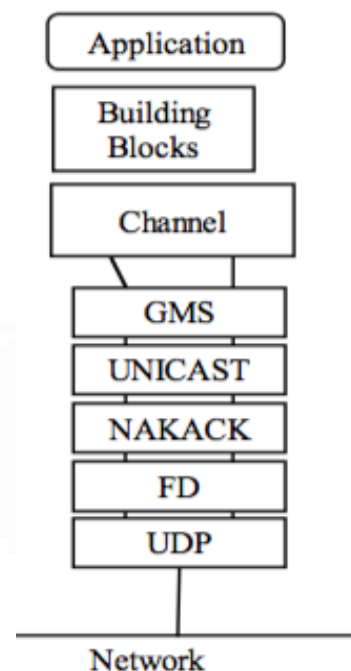 Application
Building
Blocks
Channel
GMS
UNICAST
NAKACK
FD
UDP
Network